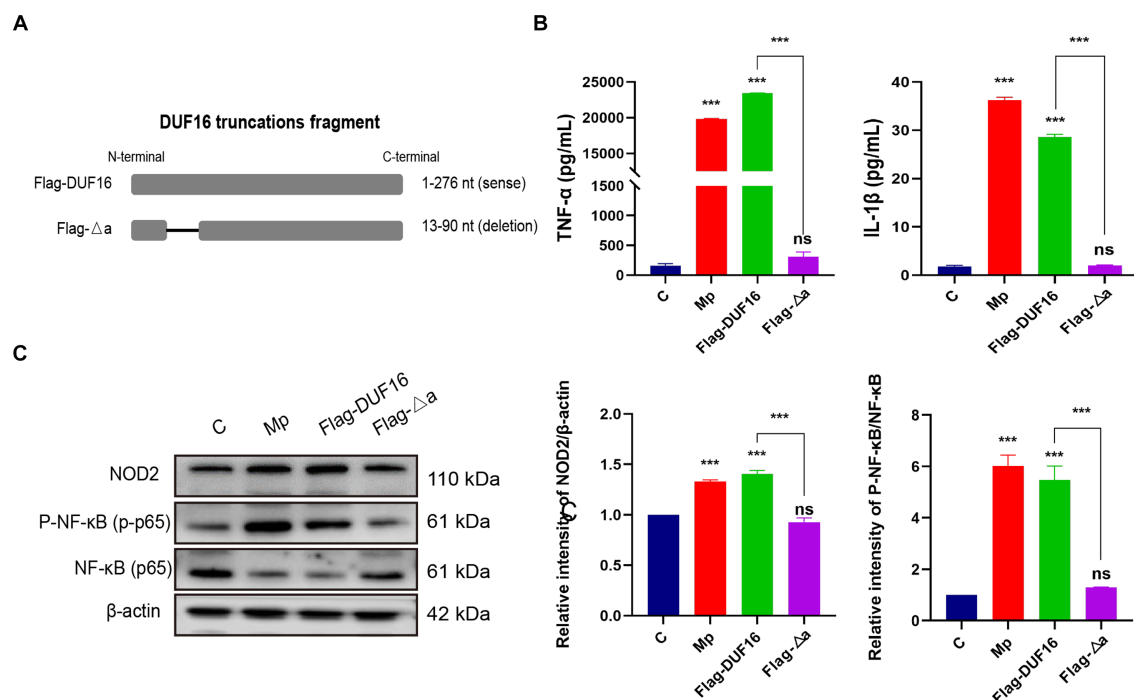 A
DUF16 truncations fragment
N-terminal
C-terminal
Flag-DUF16
1-276 nt (sense)
Flag-△a
13-90 nt (deletion)
B
TNF-α (pg/mL)
25000
20000
15000
10000
1500
1000
500
0
***
***
***
ns
C
Mp
Flag-DUF16
Flag-△a
IL-1β (pg/mL)
40
30
20
10
0
***
***
***
ns
C
Mp
Flag-DUF16
Flag-△a
C
C
Mp
Flag-DUF16
Flag-△a
NOD2
110 kDa
P-NF-κB (p-p65)
61 kDa
NF-κB (p65)
61 kDa
β-actin
42 kDa
Relative intensity of NOD2/β-actin
2.0
1.5
1.0
0.5
0.0
***
***
***
ns
C
Mp
Flag-DUF16
Flag-△a
Relative intensity of P-NF-κB/NF-κB
8
6
4
2
0
***
***
***
ns
C
Mp
Flag-DUF16
Flag-△a